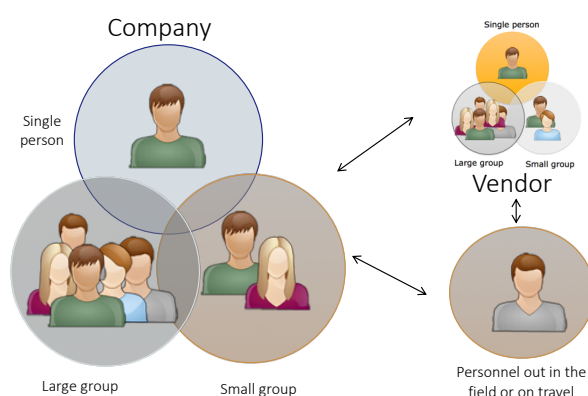 Company
Single
person
Large group
Small group
Single person
Large group
Small group
Vendor
Personnel out in the
field or on travel